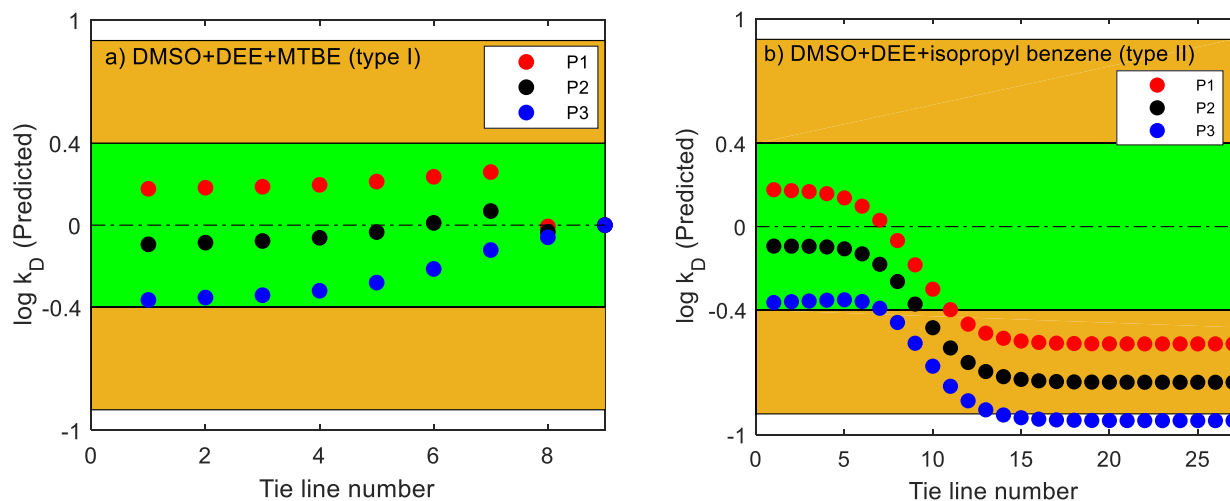 a) DMSO+DEE+MTBE (type I)
P1
P2
P3
1
0.4
0
-0.4
-1
log k_D (Predicted)
0 2 4 6 8
Tie line number
b) DMSO+DEE+isopropyl benzene (type II)
P1
P2
P3
1
0.4
0
-0.4
-1
log k_D (Predicted)
0 5 10 15 20 25
Tie line number